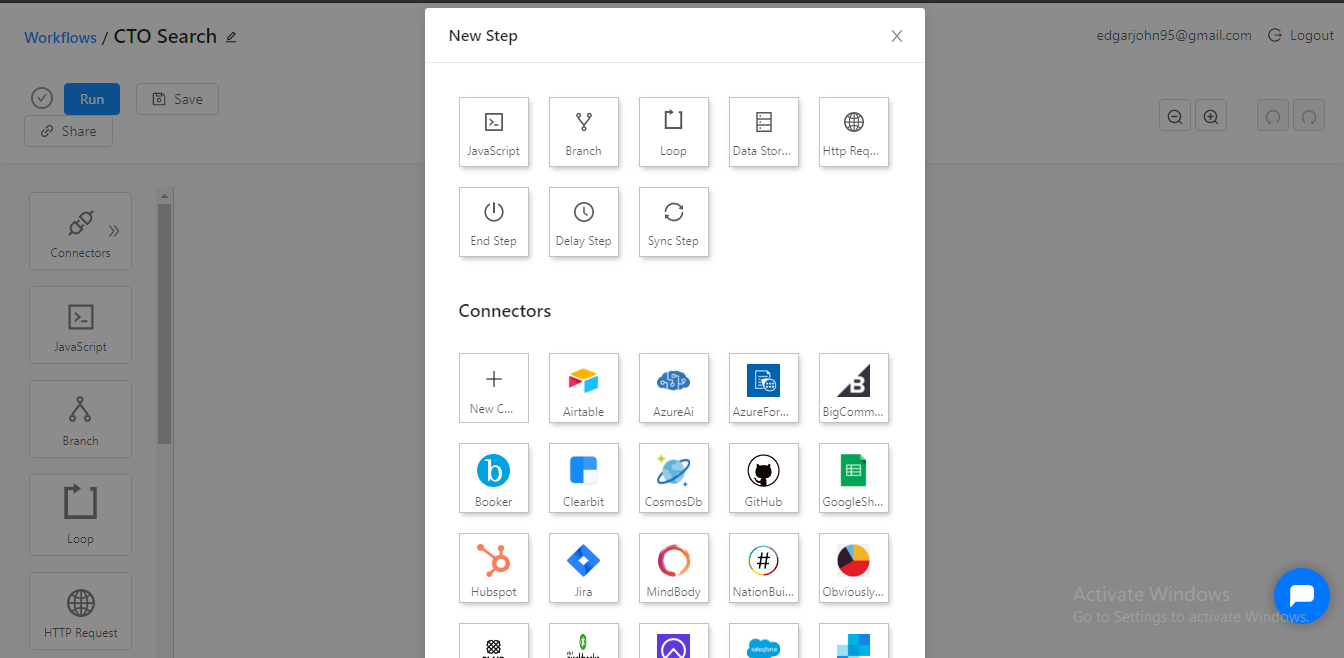 Workflows / CTO Search
edgarjohn95@gmail.com
Logout
Run
Save
Share
Connectors
JavaScript
Branch
Loop
HTTP Request
New Step
JavaScript
Branch
Loop
Data Stor...
Http Req...
End Step
Delay Step
Sync Step
Connectors
New C...
Airtable
AzureAi
AzureFor...
BigComm...
Booker
Clearbit
CosmosDb
GitHub
GoogleSh...
Hubspot
Jira
MindBody
NationBui...
Obviously...
salesforce
Activate Windows
Go to Settings to activate Windows.